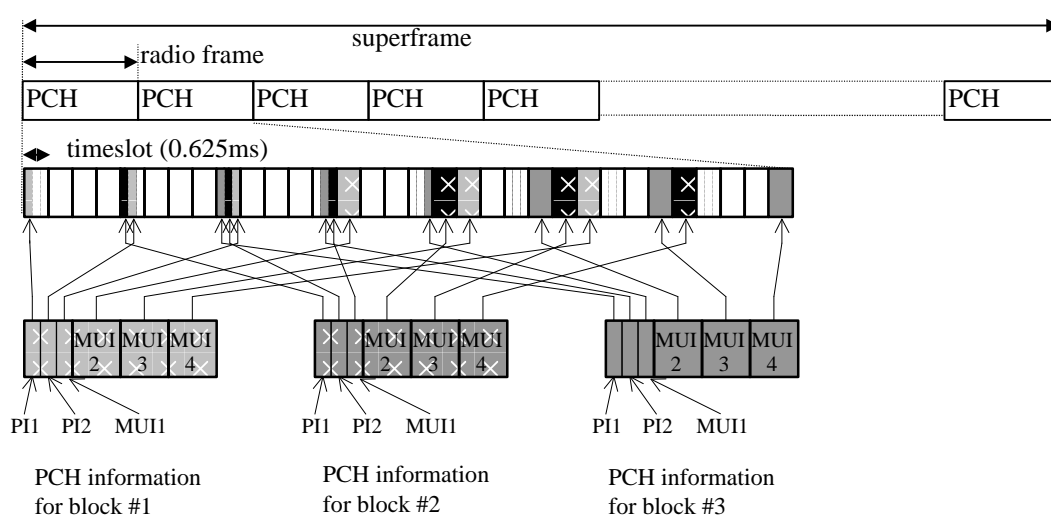 superframe
radio frame
PCH PCH PCH PCH PCH PCH
timeslot (0.625ms)
MUI MUI MUI MUI MUI MUI MUI MUI MUI
2 3 4 2 3 4 2 3 4
PI1 PI2 MUI1 PI1 PI2 MUI1 PI1 PI2 MUI1
PCH information PCH information PCH information
for block #1 for block #2 for block #3